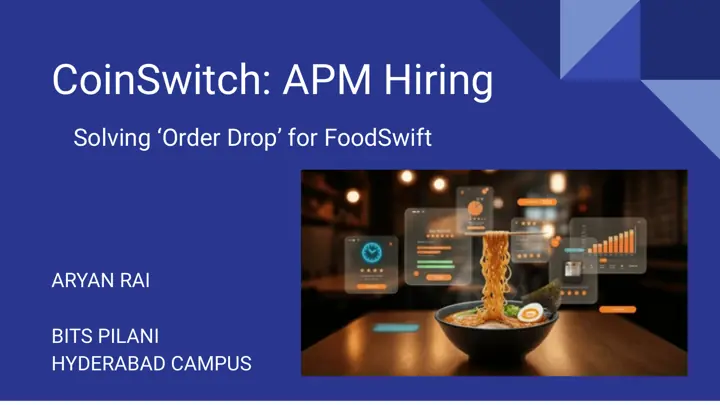 CoinSwitch: APM Hiring
Solving ‘Order Drop’ for FoodSwift
ARYAN RAI
BITS PILANI
HYDERABAD CAMPUS